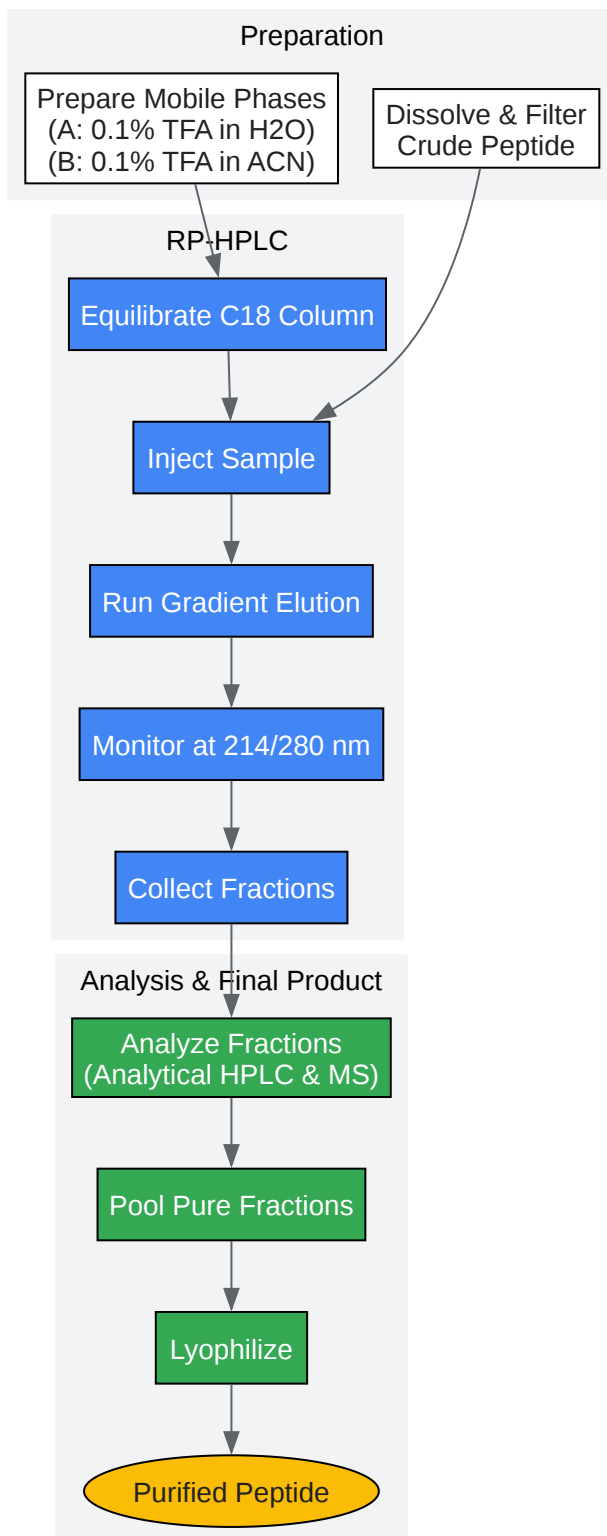 Preparation
Prepare Mobile Phases
(A: 0.1% TFA in H2O)
(B: 0.1% TFA in ACN)
Dissolve & Filter
Crude Peptide
RP-HPLC
Equilibrate C18 Column
Inject Sample
Run Gradient Elution
Monitor at 214/280 nm
Collect Fractions
Analysis & Final Product
Analyze Fractions
(Analytical HPLC & MS)
Pool Pure Fractions
Lyophilize
Purified Peptide